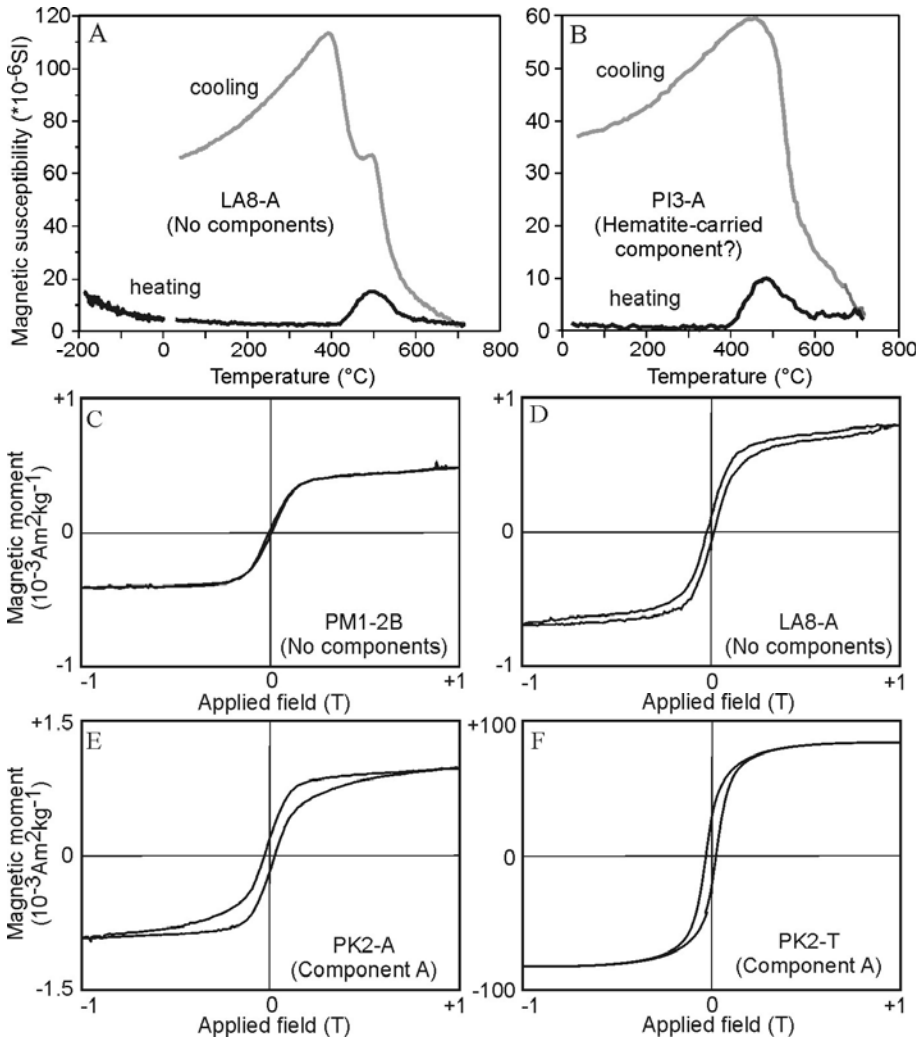 A
B
Magnetic susceptibility (*10-6SI)
120
100
80
60
40
20
0
cooling
LA8-A
(No components)
heating
-200
0
200
400
600
800
Temperature (°C)
60
50
40
30
20
10
0
cooling
PI3-A
(Hematite-carried
component?)
heating
0
200
400
600
800
Temperature (°C)
C
Magnetic moment
(10-3Am2kg-1)
+1
0
-1
PM1-2B
(No components)
-1
0
+1
Applied field (T)
D
+1
0
-1
LA8-A
(No components)
-1
0
+1
Applied field (T)
E
Magnetic moment
(10-3Am2kg-1)
+1.5
0
-1.5
PK2-A
(Component A)
-1
0
+1
Applied field (T)
F
+100
0
-100
PK2-T
(Component A)
-1
0
+1
Applied field (T)